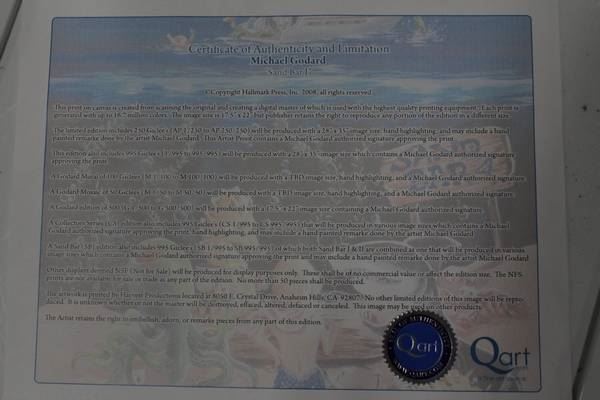 Certificate of Authenticity and Limitation
Michael Godard
Sand Bar I
©Copyright Hallmark Press, Inc. 2008, all rights reserved
This print on canvas is created from scanning the original and creating a digital master of which is used with the highest quality printing equipment. Each print is
generated with up to 16.7 million colors. The image size is 17.5"x 22" but publisher retains the right to reproduce any portion of the edition in a different size.
The limited edition includes 250 Giclees (AP 1/250 to AP 250/250) will be produced with a 28"x 35" image size, hand highlighting, and may include a hand
painted remarke done by the artist Michael Godard. This Artist Proof contains a Michael Godard authorized signature approving the print
This edition also includes 995 Giclees (1/995 to 995/995) will be produced with a 28"x 35" image size which contains a Michael Godard authorized signature
approving the print
A Godard Mural of 100 Giclees (M 1/100 to M 100/100) will be produced with a TBD image size, hand highlighting, and a Michael Godard authorized signature
A Godard Mosaic of 50 Giclees (M 1/50 to M 50/50) will be produced with a TBD image size, hand highlighting, and a Michael Godard authorized signature
A Godard edition of 500 (G 1/500 to G 500/500) will be produced with a 17.5"x 22" image size containing a Michael Godard authorized signature
A Collectors Series (CS) edition also includes 995 Giclees (CS 1/995 to CS 995/995) that will be produced in various image sizes which contains a Michael
Godard authorized signature approving the print, hand highlighting, and may include a hand painted remarke done by the artist Michael Godard
A Sand Bar (SB) edition also includes 995 Giclees (SB 1/995 to SB 995/995) of which both Sand Bar I & II are combined as one that will be produced in various
image sizes which contains a Michael Godard authorized signature approving the print and may include a hand painted remarke done by the artist Michael Godard
Other displays deemed NSF (Not for Sale) will be produced for display purposes only. These shall be of no commercial value or affect the edition size. The NFS
prints are not available for sale or trade as any part of the edition. No more than 50 pieces shall be produced.
The artwork is printed by Harvest Productions located at 8050 E. Crystal Drive, Anaheim Hills, CA 92807. No other limited editions of this image will be repro-
duced. It is unknown whether or not the master will be destroyed, effaced, altered, defaced or canceled. This image may be used on other products.
The Artist retains the right to embellish, adorn, or remarks pieces from any part of this edition.
Qart
Qart